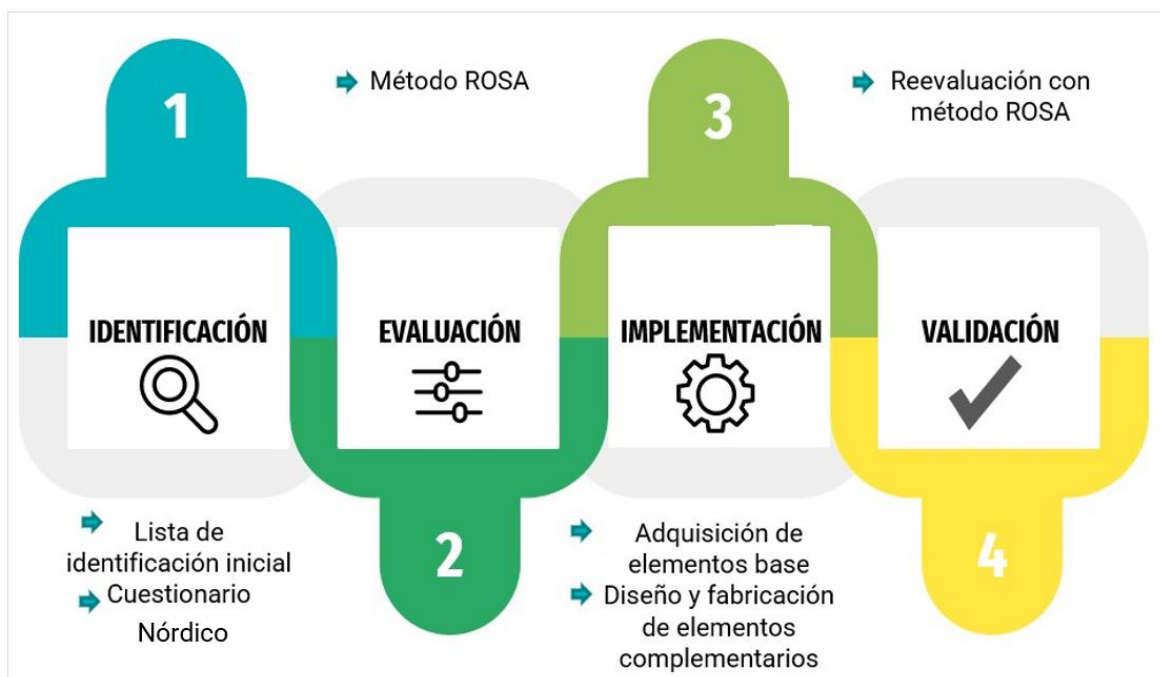 1
IDENTIFICACIÓN
Lista de
identificación inicial
Cuestionario
Nórdico
Método ROSA
EVALUACIÓN
2
3
IMPLEMENTACIÓN
Adquisición de
elementos base
Diseño y fabricación
de elementos
complementarios
Reevaluación con
método ROSA
VALIDACIÓN
4